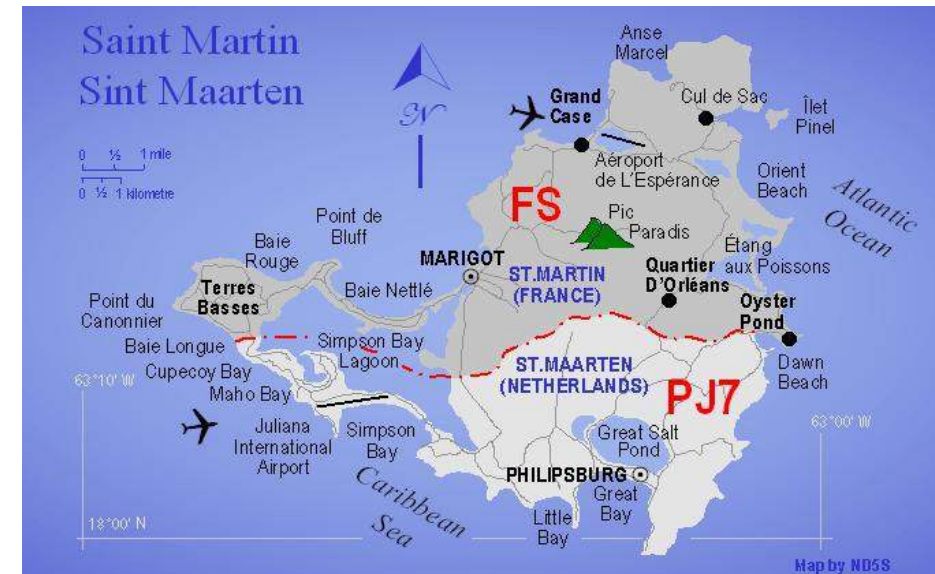 Saint Martin
Sint Maarten
N
0 ½ 1 mile
0 ½ 1 kilometre
Anse
Marcel
Grand
Case
Cul de Sac
Îlet
Pinel
Aéroport
de L'Espérance
Orient
Beach
Atlantic
Ocean
FS
Pic
Paradis
Point de
Bluff
Baie
Rouge
MARIGOT
ST.MARTIN
(FRANCE)
Étang
aux Poissons
Quartier
D'Orléans
Terres
Basses
Baie Nettlé
Oyster
Pond
Point du
Canonnier
Baie Longue
Simpson Bay
Lagoon
ST.MAARTEN
(NETHERLANDS)
Dawn
Beach
Cupecoy Bay
63°10' W
Maho Bay
PJ7
63°00' W
Juliana
International
Airport
Simpson
Bay
Great Salt
Pond
PHILIPSBURG
Great
Bay
Caribbean
Sea
Little
Bay
18°00' N
Map by ND5S